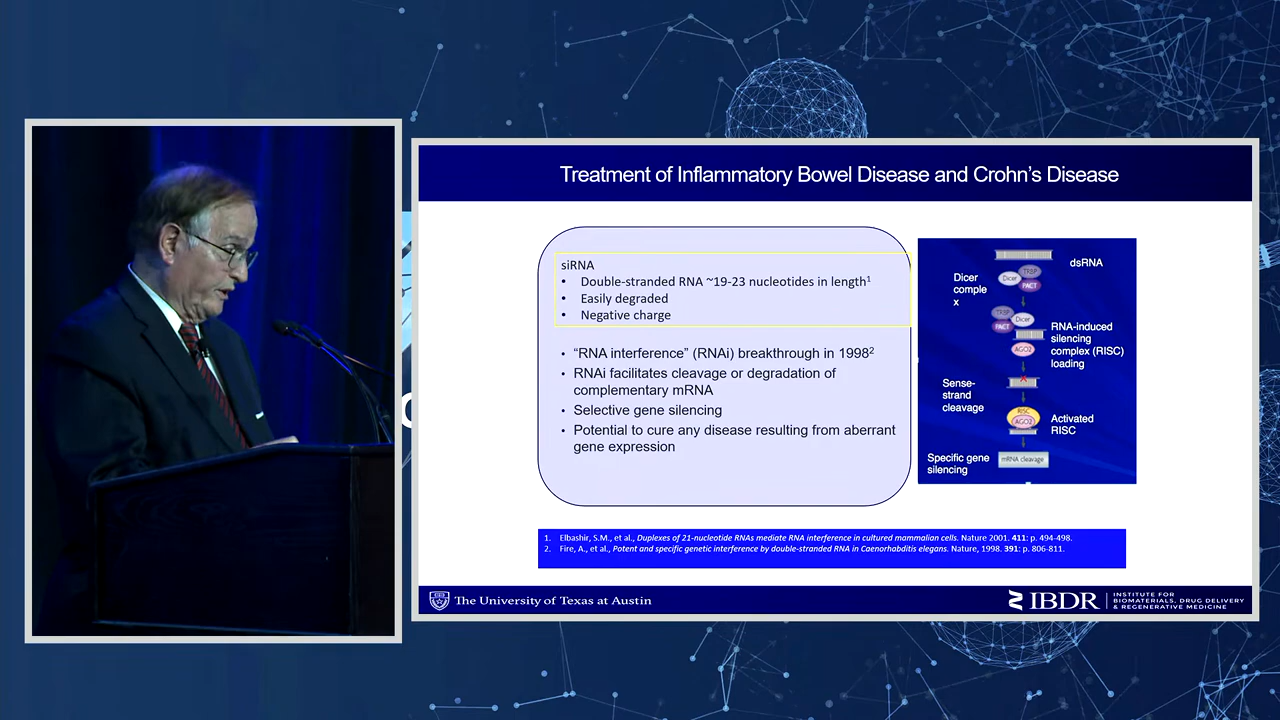 Treatment of Inflammatory Bowel Disease and Crohn's Disease
siRNA
• Double-stranded RNA ~19-23 nucleotides in length¹
• Easily degraded
• Negative charge
• "RNA interference" (RNAi) breakthrough in 1998²
• RNAi facilitates cleavage or degradation of
complementary mRNA
• Selective gene silencing
• Potential to cure any disease resulting from aberrant
gene expression
dsRNA
Dicer
comple
x
Dicer
TRBP
PACT
TRBP
Dicer
PACT
AGO2
RNA-induced
silencing
complex (RISC)
loading
Sense-
strand
cleavage
RISC
AGO2
Activated
RISC
Specific gene
silencing
mRNA cleavage
1. Elbashir, S.M., et al., Duplexes of 21-nucleotide RNAs mediate RNA interference in cultured mammalian cells. Nature 2001. 411: p. 494-498.
2. Fire, A., et al., Potent and specific genetic interference by double-stranded RNA in Caenorhabditis elegans. Nature, 1998. 391: p. 806-811.
The University of Texas at Austin
IBDR
INSTITUTE FOR
BIOMATERIALS, DRUG DELIVERY
& REGENERATIVE MEDICINE